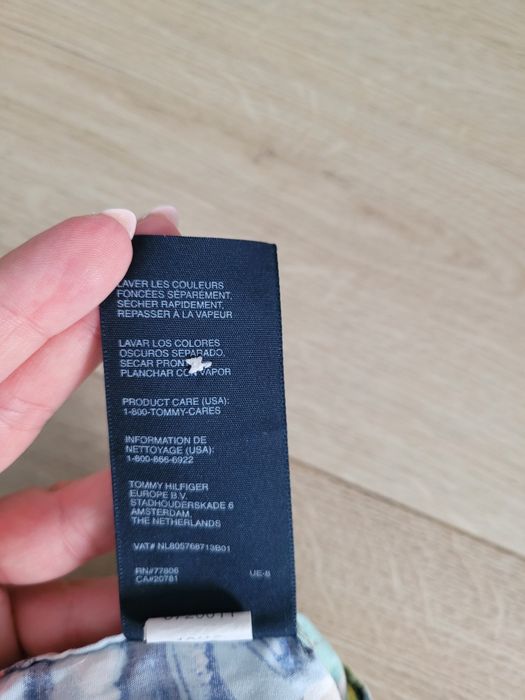 LAVER LES COULEURS
FONCÉES SÉPARÉMENT.
SÉCHER RAPIDEMENT.
REPASSER À LA VAPEUR
LAVAR LOS COLORES
OSCUROS SEPARADO.
SECAR
PLANCHAR CON VAPOR
PRODUCT CARE (USA):
1-800-TOMMY-CARES
INFORMATION DE
NETTOYAGE (USA):
1-800-866-6922
TOMMY HILFIGER
EUROPE B.V.
STADHOUDERSKADE 6
AMSTERDAM,
THE NETHERLANDS
VAT# NL805768713B01
RN#77806 UE-8
CA#20781